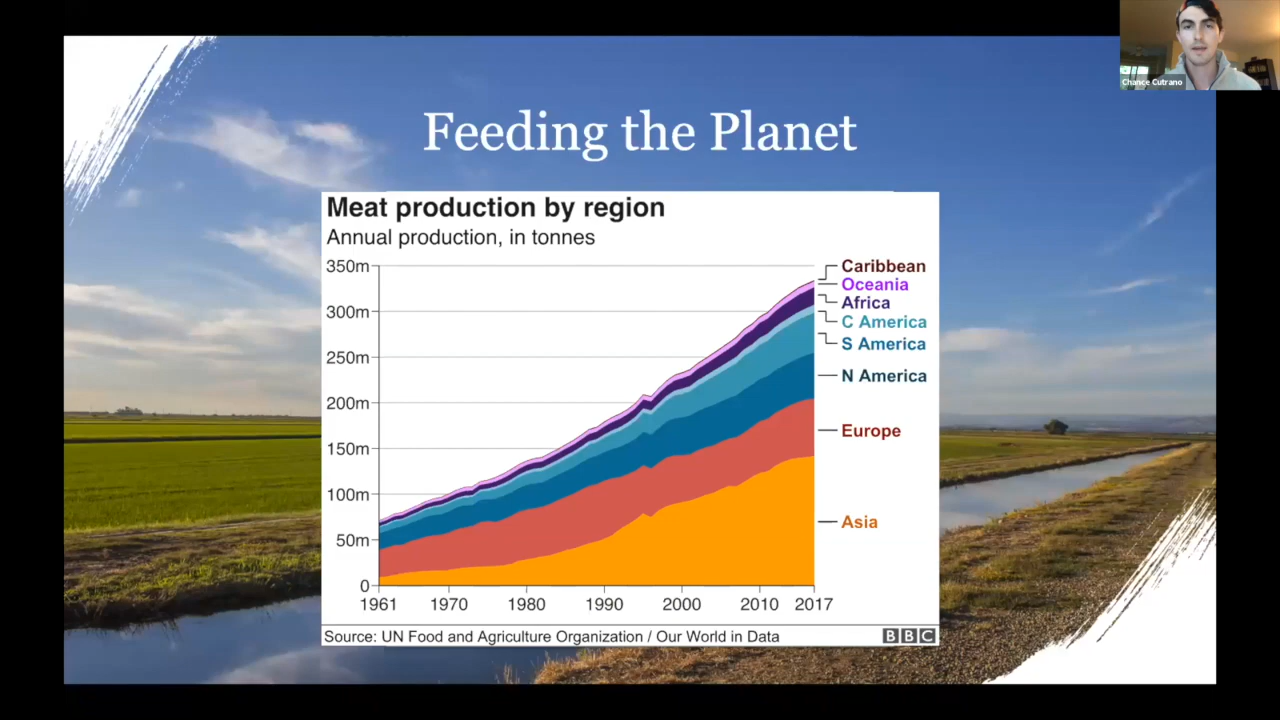 Chance Cutrano
Feeding the Planet
Meat production by region
Annual production, in tonnes
350m
300m
250m
200m
150m
100m
50m
0
1961 1970 1980 1990 2000 2010 2017
Caribbean
Oceania
Africa
C America
S America
N America
Europe
Asia
Source: UN Food and Agriculture Organization / Our World in Data
BBC